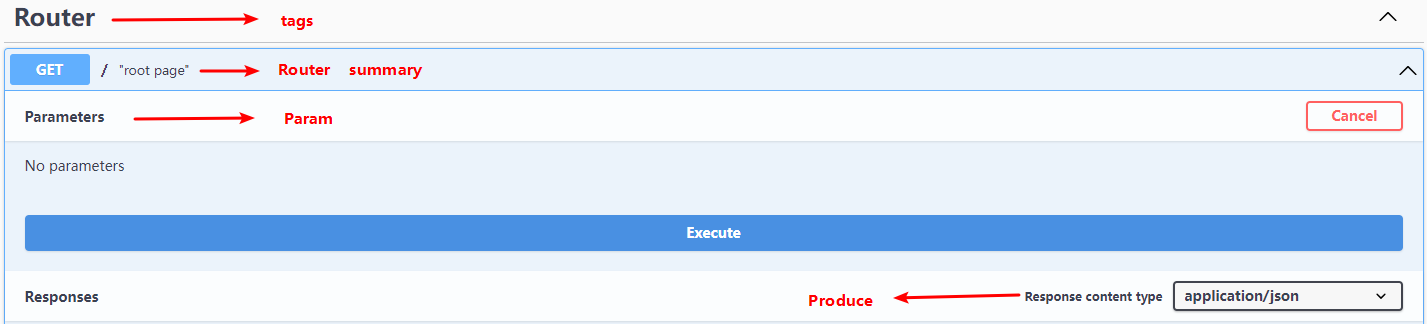 Router tags
GET / "root page" Router summary
Parameters Param Cancel
No parameters
Execute
Responses Produce Response content type application/json